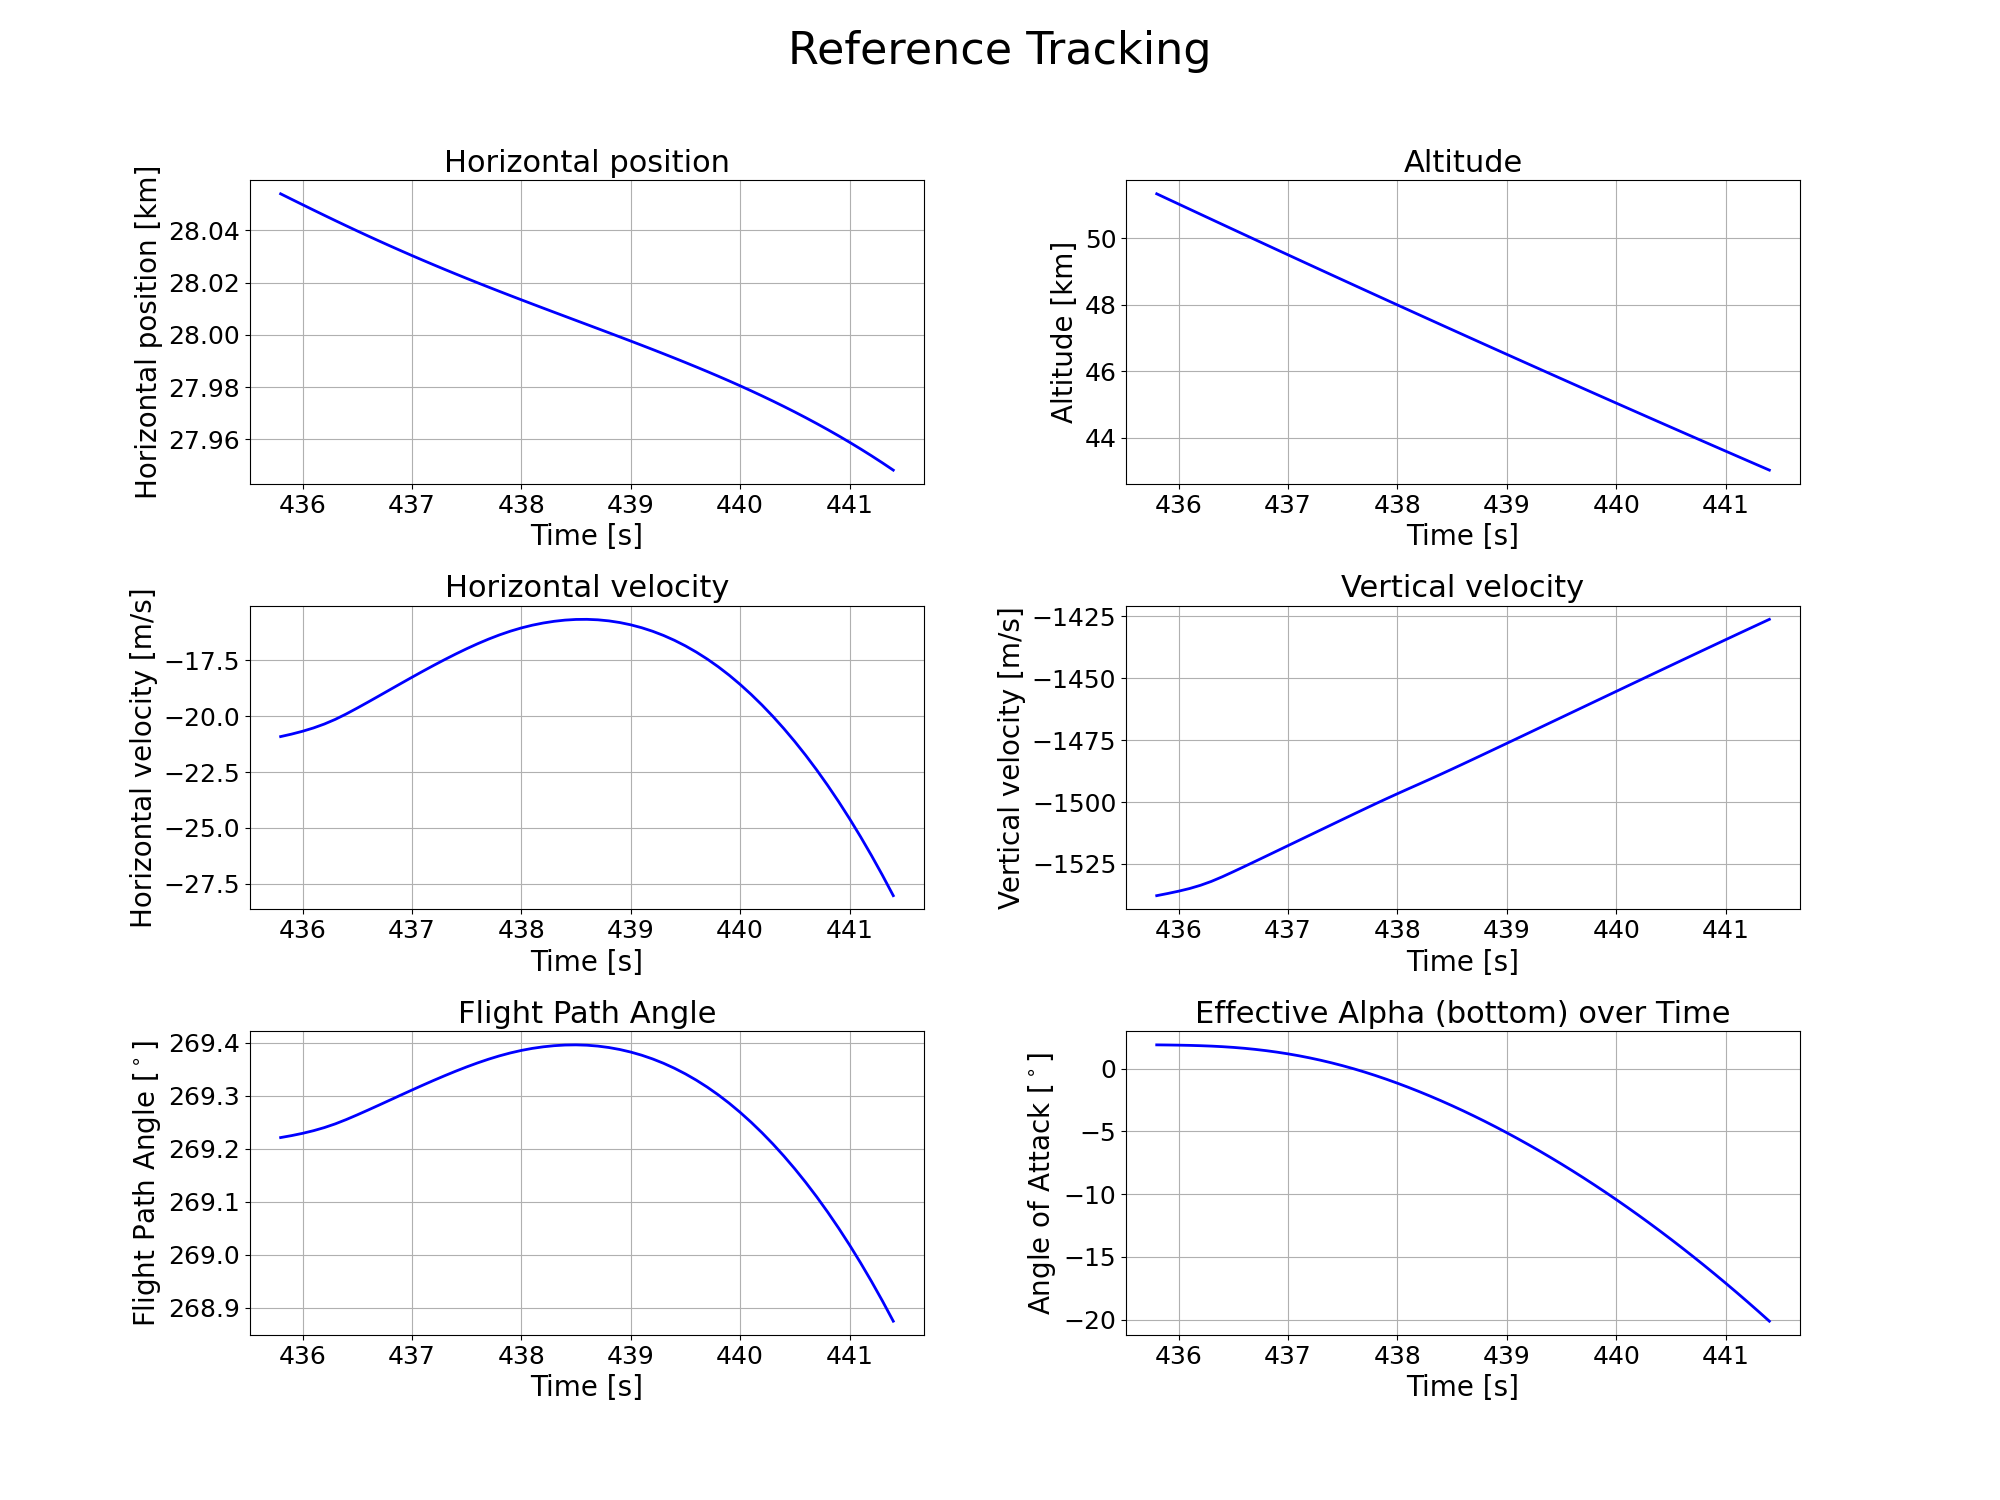 Reference Tracking
Horizontal position
Horizontal position [km]
28.04
28.02
28.00
27.98
27.96
436 437 438 439 440 441
Time [s]
Altitude
Altitude [km]
50
48
46
44
436 437 438 439 440 441
Time [s]
Horizontal velocity
Horizontal velocity [m/s]
−17.5
−20.0
−22.5
−25.0
−27.5
436 437 438 439 440 441
Time [s]
Vertical velocity
Vertical velocity [m/s]
−1425
−1450
−1475
−1500
−1525
436 437 438 439 440 441
Time [s]
Flight Path Angle
Flight Path Angle [°]
269.4
269.3
269.2
269.1
269.0
268.9
436 437 438 439 440 441
Time [s]
Effective Alpha (bottom) over Time
Angle of Attack [°]
0
−5
−10
−15
−20
436 437 438 439 440 441
Time [s]